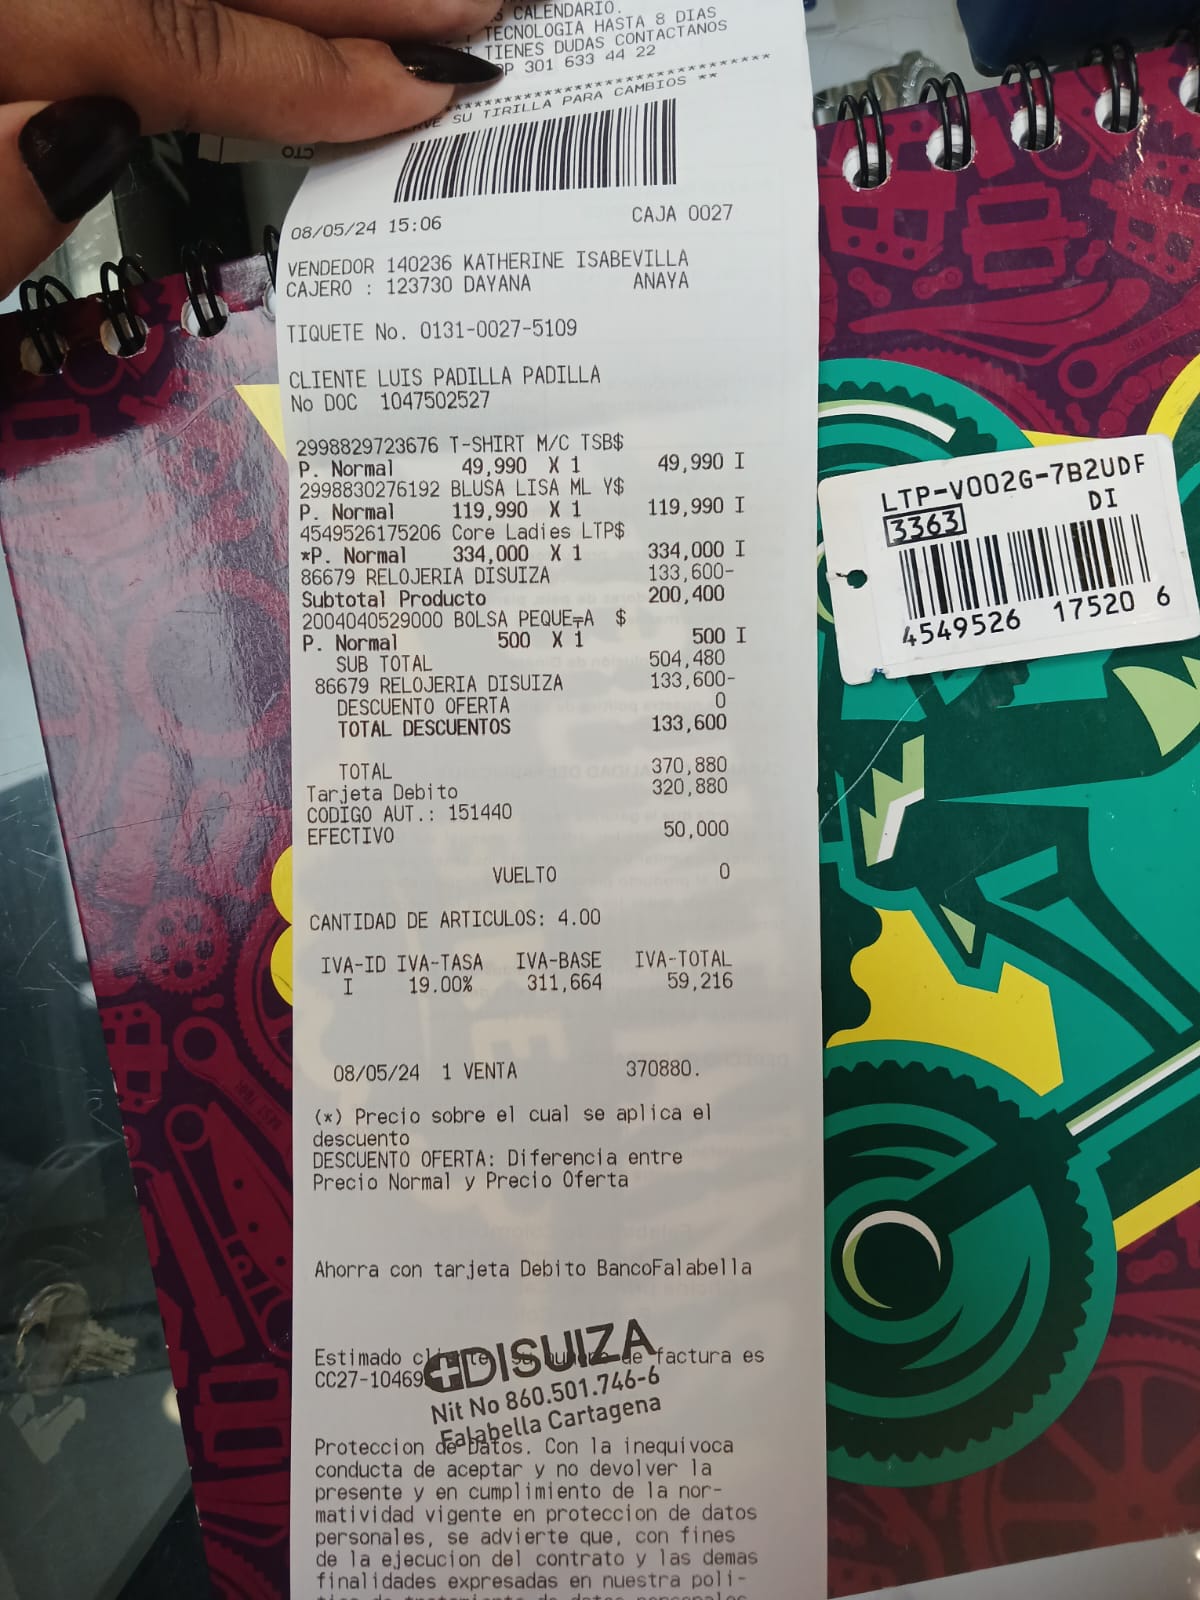 S CALENDARIO.
Y TECNOLOGIA HASTA 8 DIAS
SI TIENES DUDAS CONTACTANOS
PP 301 633 44 22
*******************************
SU TIRILLA PARA CAMBIOS **
08/05/24 15:06 CAJA 0027
VENDEDOR 140236 KATHERINE ISABEVILLA
CAJERO : 123730 DAYANA ANAYA
TIQUETE No. 0131-0027-5109
CLIENTE LUIS PADILLA PADILLA
No DOC 1047502527
2998829723676 T-SHIRT M/C TSB$
P. Normal 49,990 X 1 49,990 I
2998830276192 BLUSA LISA ML Y$
P. Normal 119,990 X 1 119,990 I
4549526175206 Core Ladies LTP$
*P. Normal 334,000 X 1 334,000 I
86679 RELOJERIA DISUIZA 133,600-
Subtotal Producto 200,400
2004040529000 BOLSA PEQUE╤A $
P. Normal 500 X 1 500 I
SUB TOTAL 504,480
86679 RELOJERIA DISUIZA 133,600-
DESCUENTO OFERTA 0
TOTAL DESCUENTOS 133,600
TOTAL 370,880
Tarjeta Debito 320,880
CODIGO AUT.: 151440
EFECTIVO 50,000
VUELTO 0
CANTIDAD DE ARTICULOS: 4.00
IVA-ID IVA-TASA IVA-BASE IVA-TOTAL
I 19.00% 311,664 59,216
08/05/24 1 VENTA 370880.
(*) Precio sobre el cual se aplica el
descuento
DESCUENTO OFERTA: Diferencia entre
Precio Normal y Precio Oferta
Ahorra con tarjeta Debito BancoFalabella
Estimado cliente, su numero de factura es
CC27-10469
DISUIZA
Nit No 860.501.746-6
Falabella Cartagena
Proteccion de Datos. Con la inequivoca
conducta de aceptar y no devolver la
presente y en cumplimiento de la nor-
matividad vigente en proteccion de datos
personales, se advierte que, con fines
de la ejecucion del contrato y las demas
finalidades expresadas en nuestra poli-
tica de tratamiento de datos personales
LTP-V002G-7B2UDF
DI
3363
4549526 17520 6